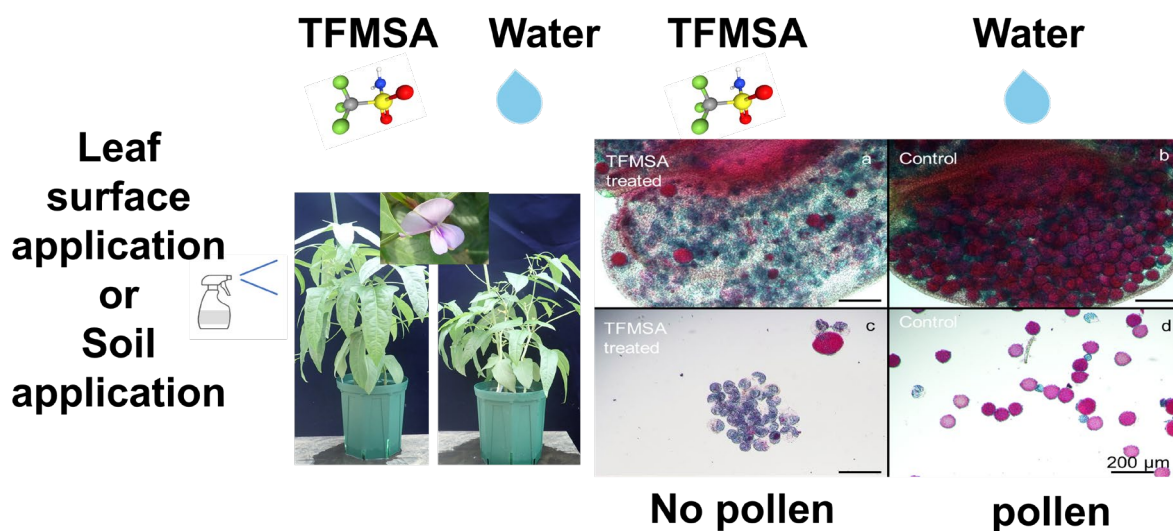 TFMSA
Water
TFMSA
Water
Leaf
surface
application
or
Soil
application
TFMSA
treated
a
Control
b
TFMSA
treated
c
Control
d
200 μm
No pollen
pollen